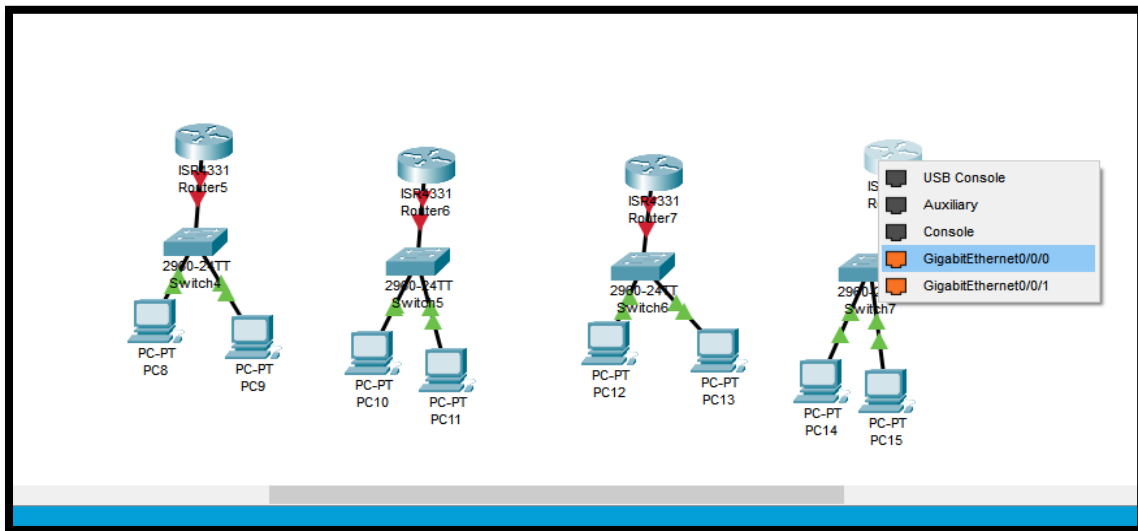 ISR4331
Router5
2960-24TT
Switch4
PC-PT
PC8
PC-PT
PC9
ISR4331
Router6
2960-24TT
Switch5
PC-PT
PC10
PC-PT
PC11
ISR4331
Router7
2960-24TT
Switch6
PC-PT
PC12
PC-PT
PC13
USB Console
Auxiliary
Console
GigabitEthernet0/0/0
GigabitEthernet0/0/1
Switch7
PC-PT
PC14
PC-PT
PC15